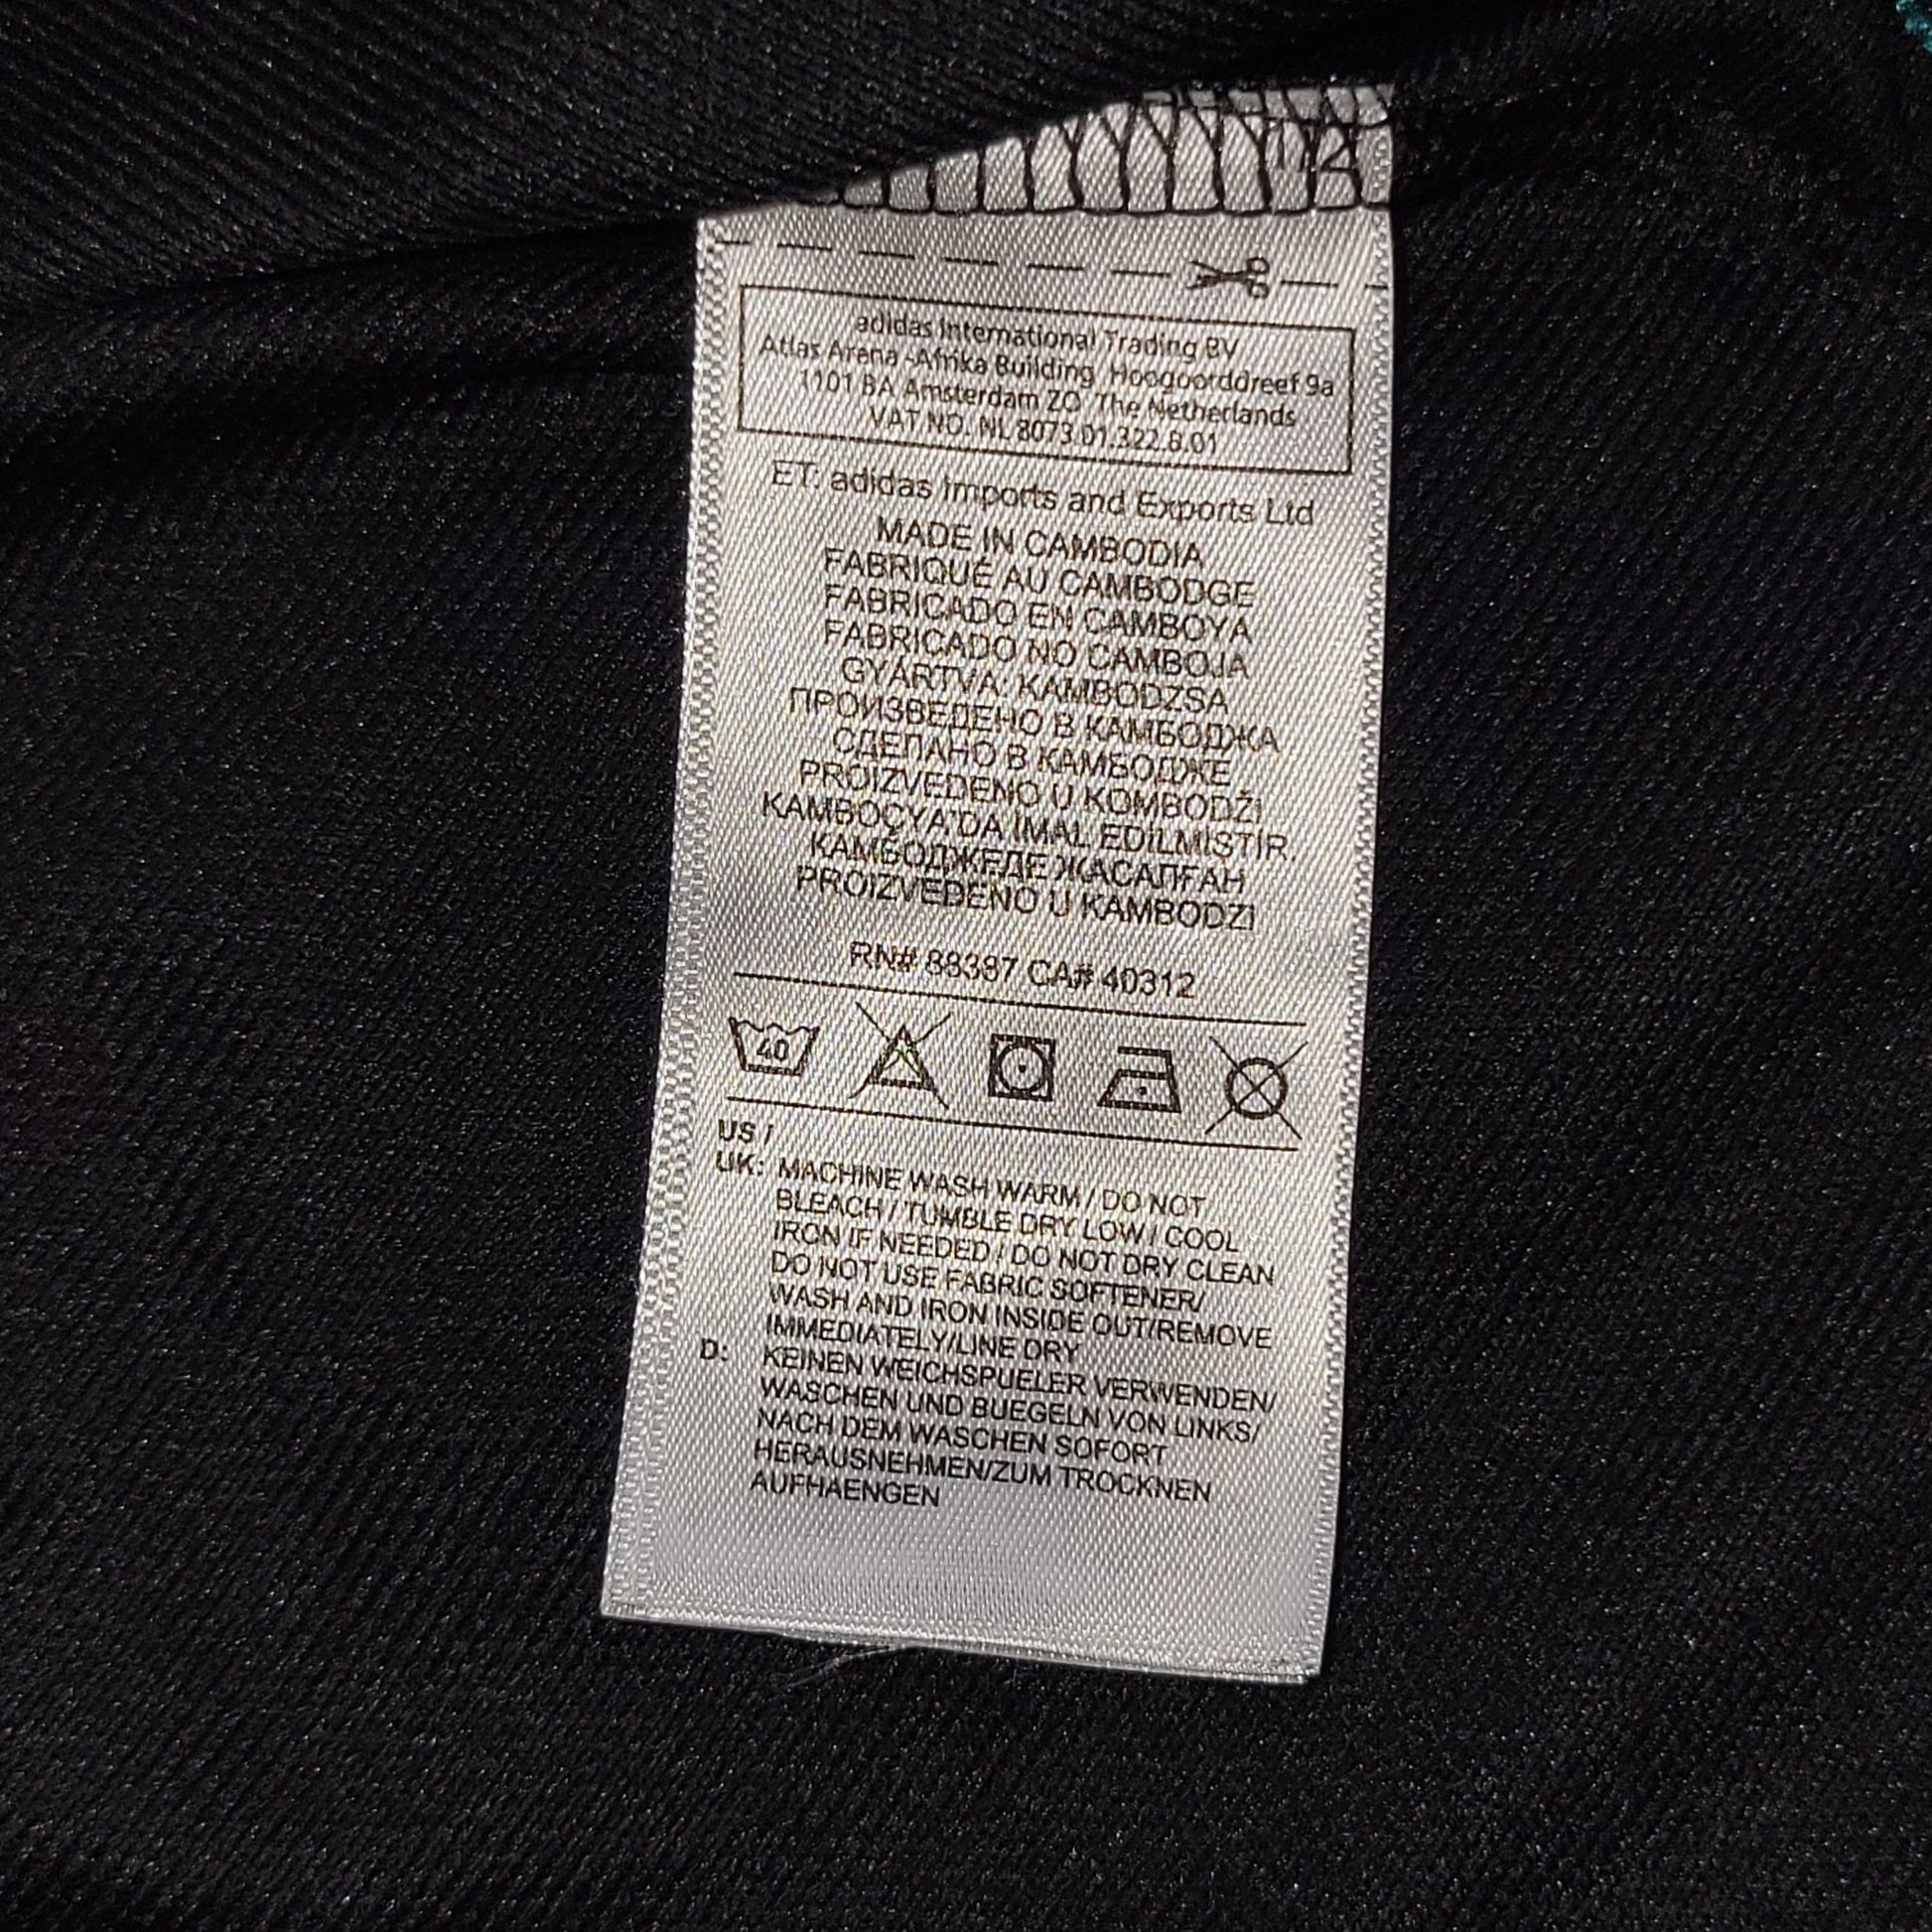 1/2
adidas International Trading BV
Atlas Arena -Afrika Building Hoogoorddreef 9a
1101 BA Amsterdam ZO The Netherlands
VAT NO. NL 8073.01.322.B.01
ET: adidas Imports and Exports Ltd
MADE IN CAMBODIA
FABRIQUÉ AU CAMBODGE
FABRICADO EN CAMBOYA
FABRICADO NO CAMBOJA
GYÁRTVA: KAMBODZSA
ПРОИЗВЕДЕНО В КАМБОДЖА
СДЕЛАНО В КАМБОДЖЕ
PROIZVEDENO U KOMBODŽI
KAMBOÇYA'DA İMAL EDİLMİSTİR.
КАМБОДЖЕДЕ ЖАСАЛҒАН
PROIZVEDENO U KAMBODZI
RN# 88387 CA# 40312
40
US /
UK: MACHINE WASH WARM / DO NOT
BLEACH / TUMBLE DRY LOW / COOL
IRON IF NEEDED / DO NOT DRY CLEAN
DO NOT USE FABRIC SOFTENER/
WASH AND IRON INSIDE OUT/REMOVE
IMMEDIATELY/LINE DRY
D: KEINEN WEICHSPUELER VERWENDEN/
WASCHEN UND BUEGELN VON LINKS/
NACH DEM WASCHEN SOFORT
HERAUSNEHMEN/ZUM TROCKNEN
AUFHAENGEN